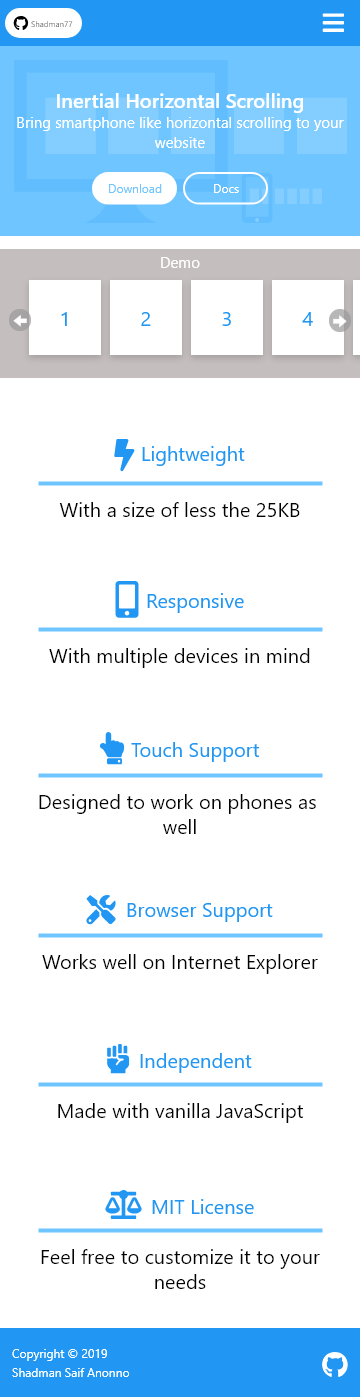 Shadman77
Inertial Horizontal Scrolling
Bring smartphone like horizontal scrolling to your
website
Download
Docs
Demo
1
2
3
4
Lightweight
With a size of less the 25KB
Responsive
With multiple devices in mind
Touch Support
Designed to work on phones as
well
Browser Support
Works well on Internet Explorer
Independent
Made with vanilla JavaScript
MIT License
Feel free to customize it to your
needs
Copyright © 2019
Shadman Saif Anonno